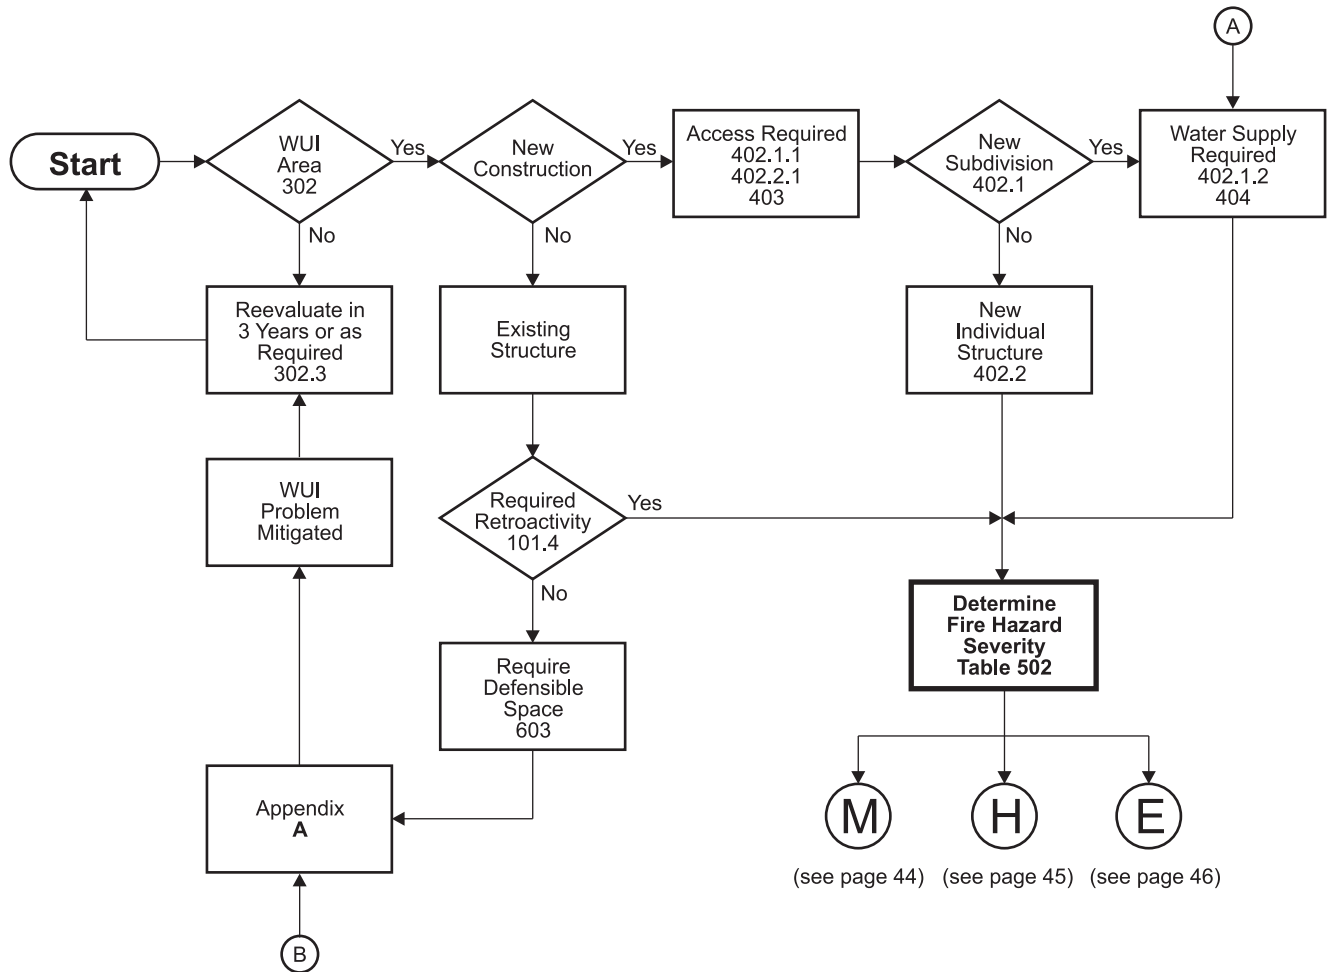 A
Start
WUI
Area
302
Yes
New
Construction
Yes
Access Required
402.1.1
402.2.1
403
New
Subdivision
402.1
Yes
Water Supply
Required
402.1.2
404
No
No
No
Reevaluate in
3 Years or as
Required
302.3
Existing
Structure
New
Individual
Structure
402.2
WUI
Problem
Mitigated
Required
Retroactivity
101.4
Yes
No
Determine
Fire Hazard
Severity
Table 502
Require
Defensible
Space
603
Appendix
A
M
H
E
(see page 44)
(see page 45)
(see page 46)
B